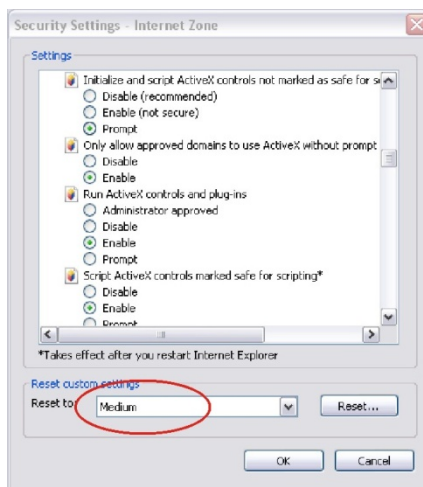 Security Settings - Internet Zone
Settings
Initialize and script ActiveX controls not marked as safe for s
Disable (recommended)
Enable (not secure)
Prompt
Only allow approved domains to use ActiveX without prompt
Disable
Enable
Run ActiveX controls and plug-ins
Administrator approved
Disable
Enable
Prompt
Script ActiveX controls marked safe for scripting*
Disable
Enable
Prompt
*Takes effect after you restart Internet Explorer
Reset custom settings
Reset to: Medium Reset...
OK Cancel